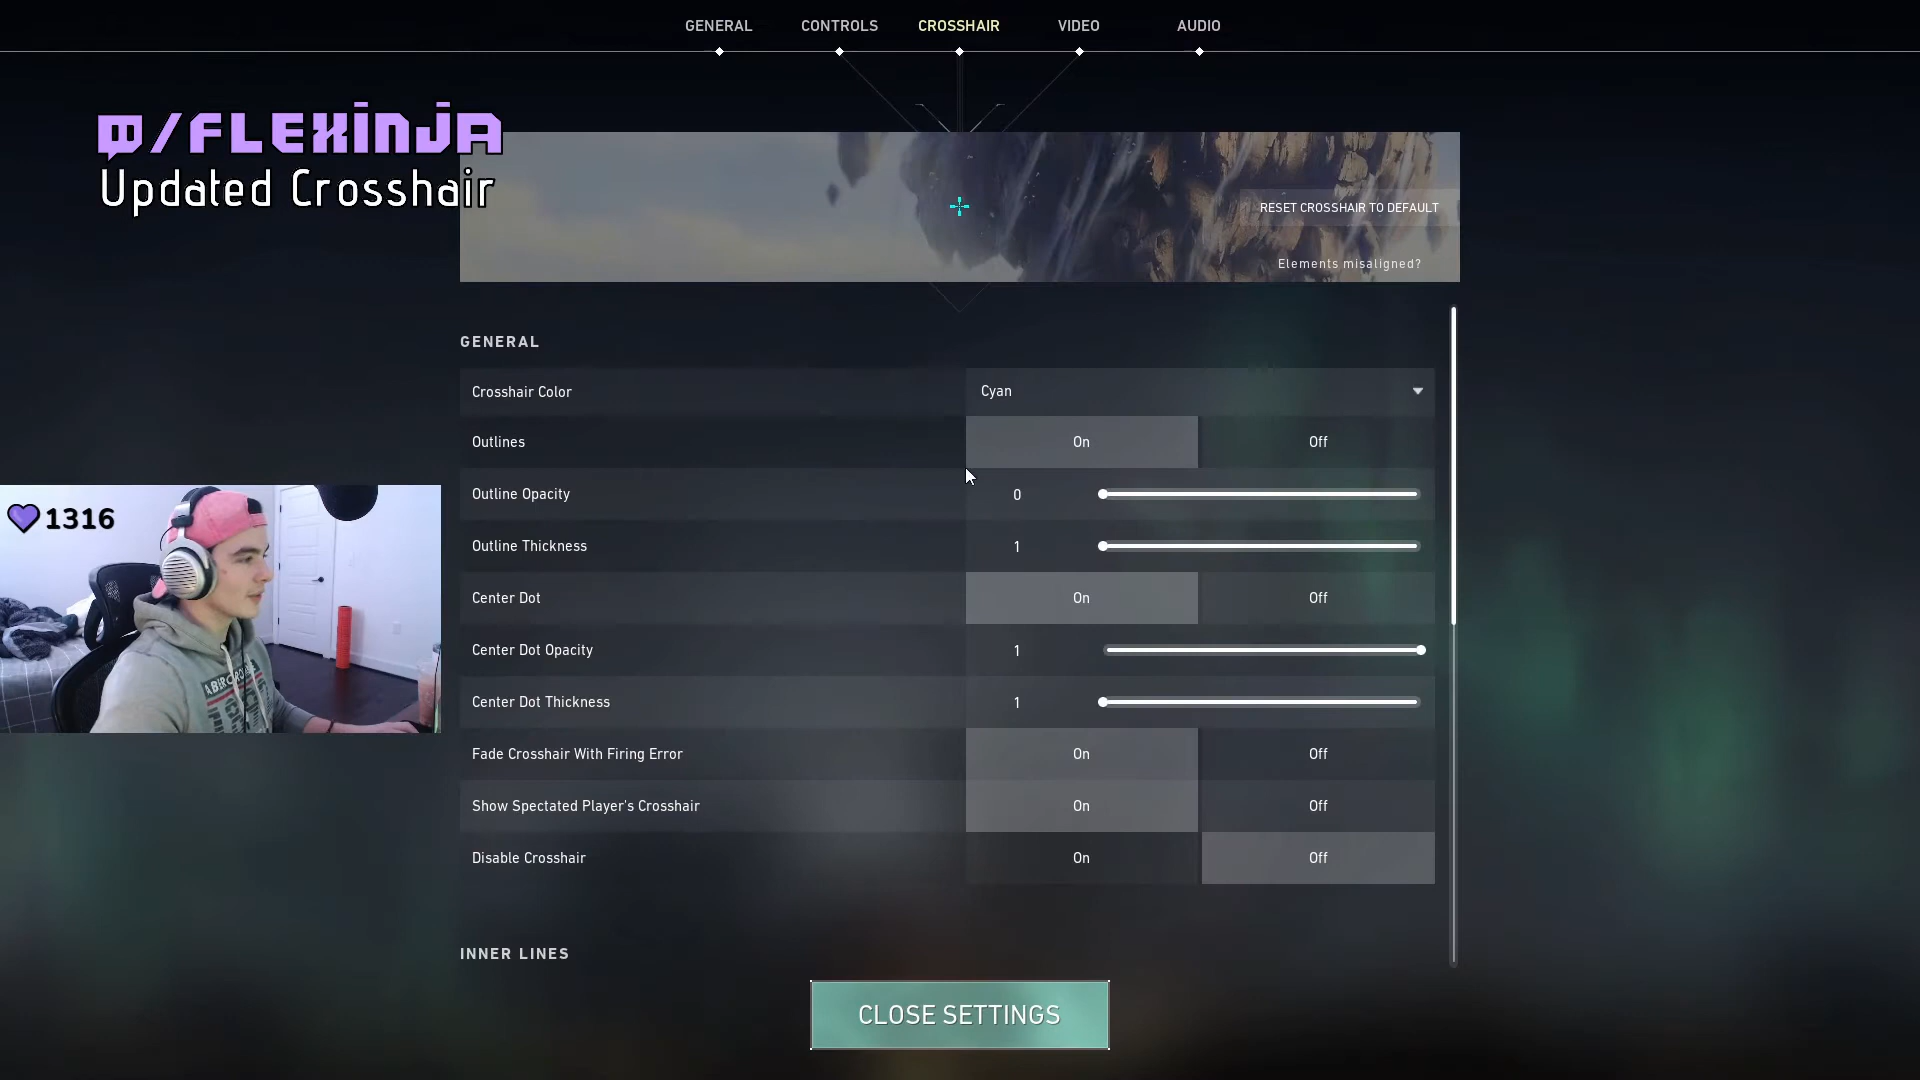 GENERAL CONTROLS CROSSHAIR VIDEO AUDIO
/FLEXINJA
Updated Crosshair
RESET CROSSHAIR TO DEFAULT
Elements misaligned?
GENERAL
Crosshair Color Cyan
Outlines On Off
Outline Opacity 0
Outline Thickness 1
Center Dot On Off
Center Dot Opacity 1
Center Dot Thickness 1
Fade Crosshair With Firing Error On Off
Show Spectated Player's Crosshair On Off
Disable Crosshair On Off
1316
INNER LINES
CLOSE SETTINGS